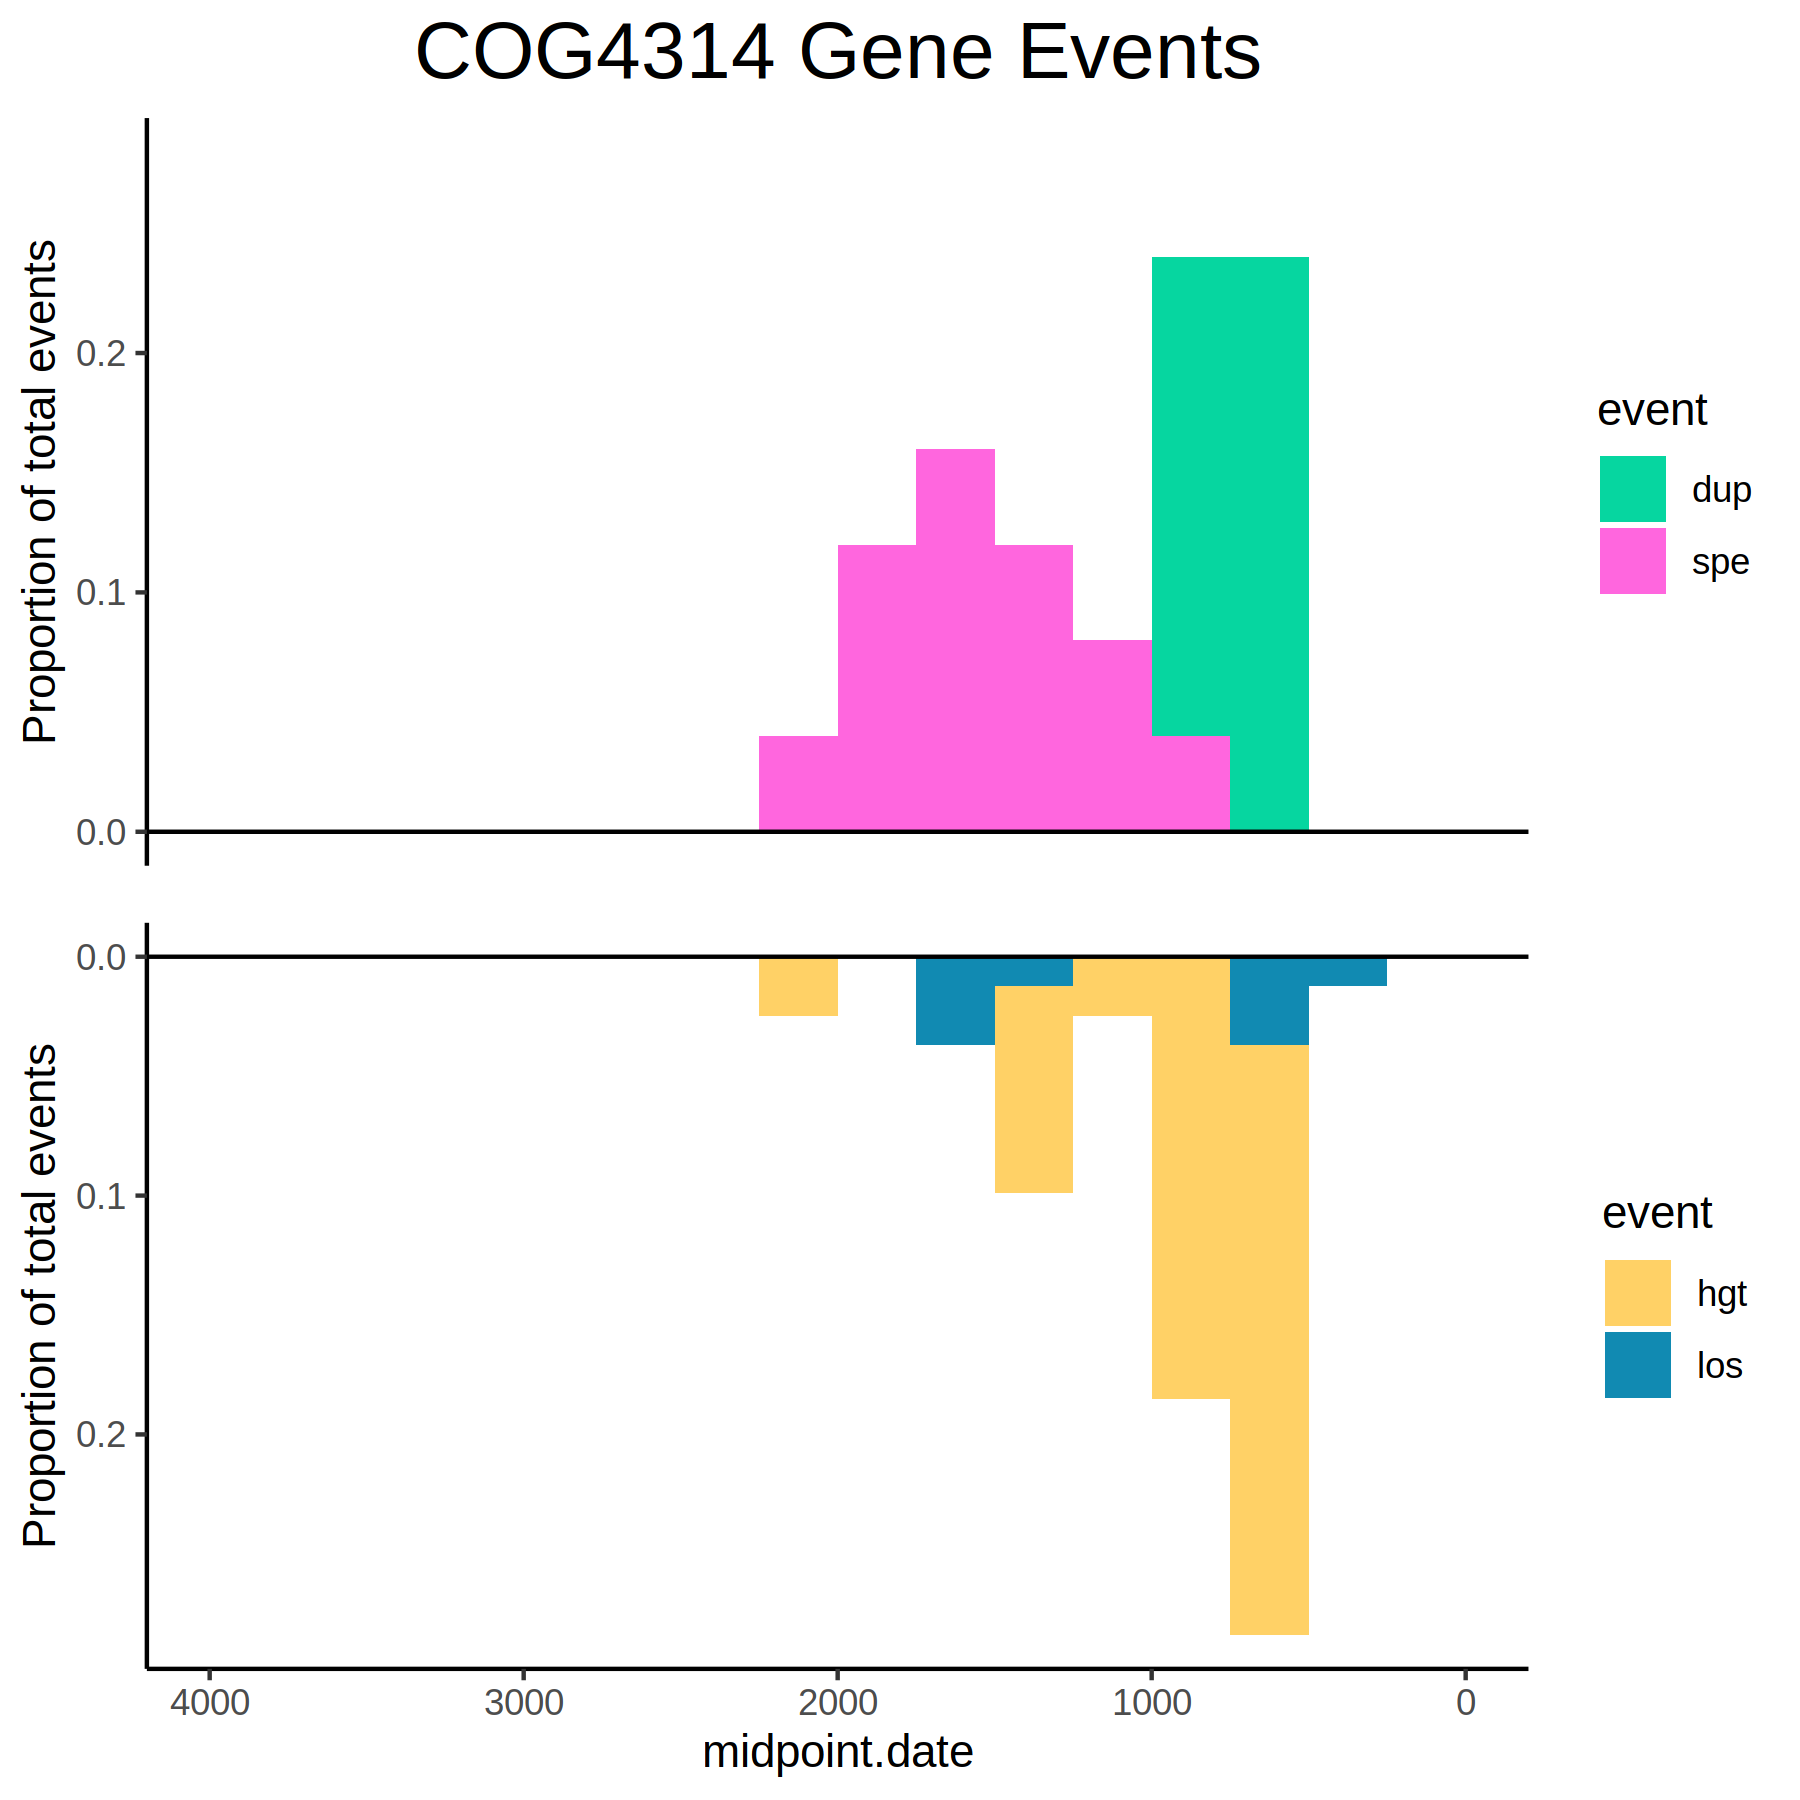 COG4314 Gene Events
Proportion of total events
0.2
0.1
0.0
event
dup
spe
Proportion of total events
0.0
0.1
0.2
event
hgt
los
4000 3000 2000 1000 0
midpoint.date